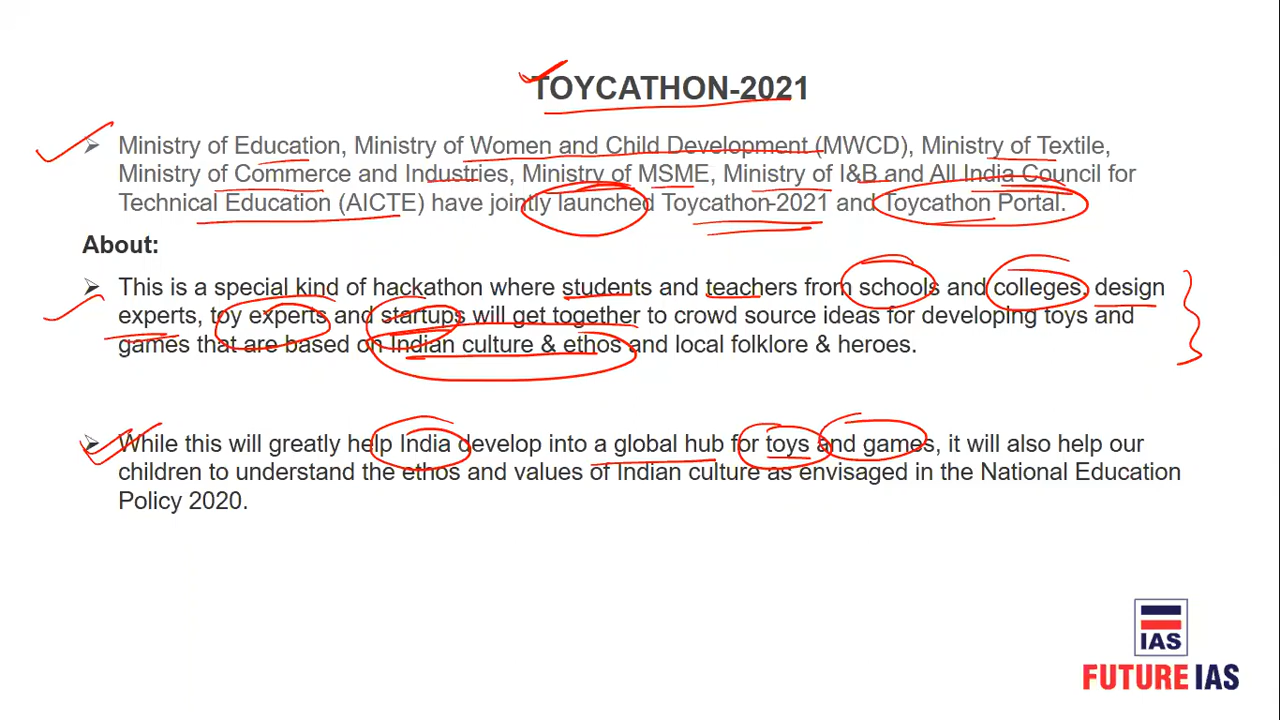 TOYCATHON-2021
➢ Ministry of Education, Ministry of Women and Child Development (MWCD), Ministry of Textile,
Ministry of Commerce and Industries, Ministry of MSME, Ministry of I&B and All India Council for
Technical Education (AICTE) have jointly launched Toycathon-2021 and Toycathon Portal.
About:
➢ This is a special kind of hackathon where students and teachers from schools and colleges, design
experts, toy experts and startups will get together to crowd source ideas for developing toys and
games that are based on Indian culture & ethos and local folklore & heroes.
➢ While this will greatly help India develop into a global hub for toys and games, it will also help our
children to understand the ethos and values of Indian culture as envisaged in the National Education
Policy 2020.
IAS
FUTURE IAS